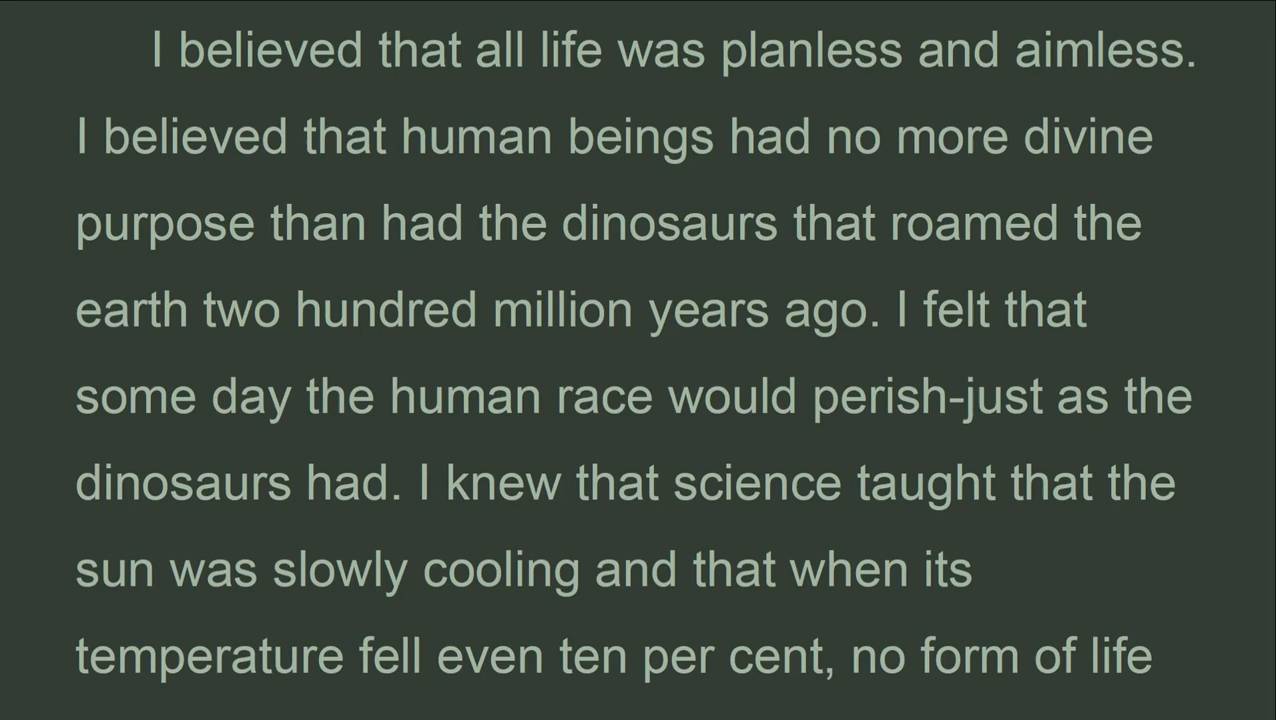 I believed that all life was planless and aimless.
I believed that human beings had no more divine
purpose than had the dinosaurs that roamed the
earth two hundred million years ago. I felt that
some day the human race would perish-just as the
dinosaurs had. I knew that science taught that the
sun was slowly cooling and that when its
temperature fell even ten per cent, no form of life